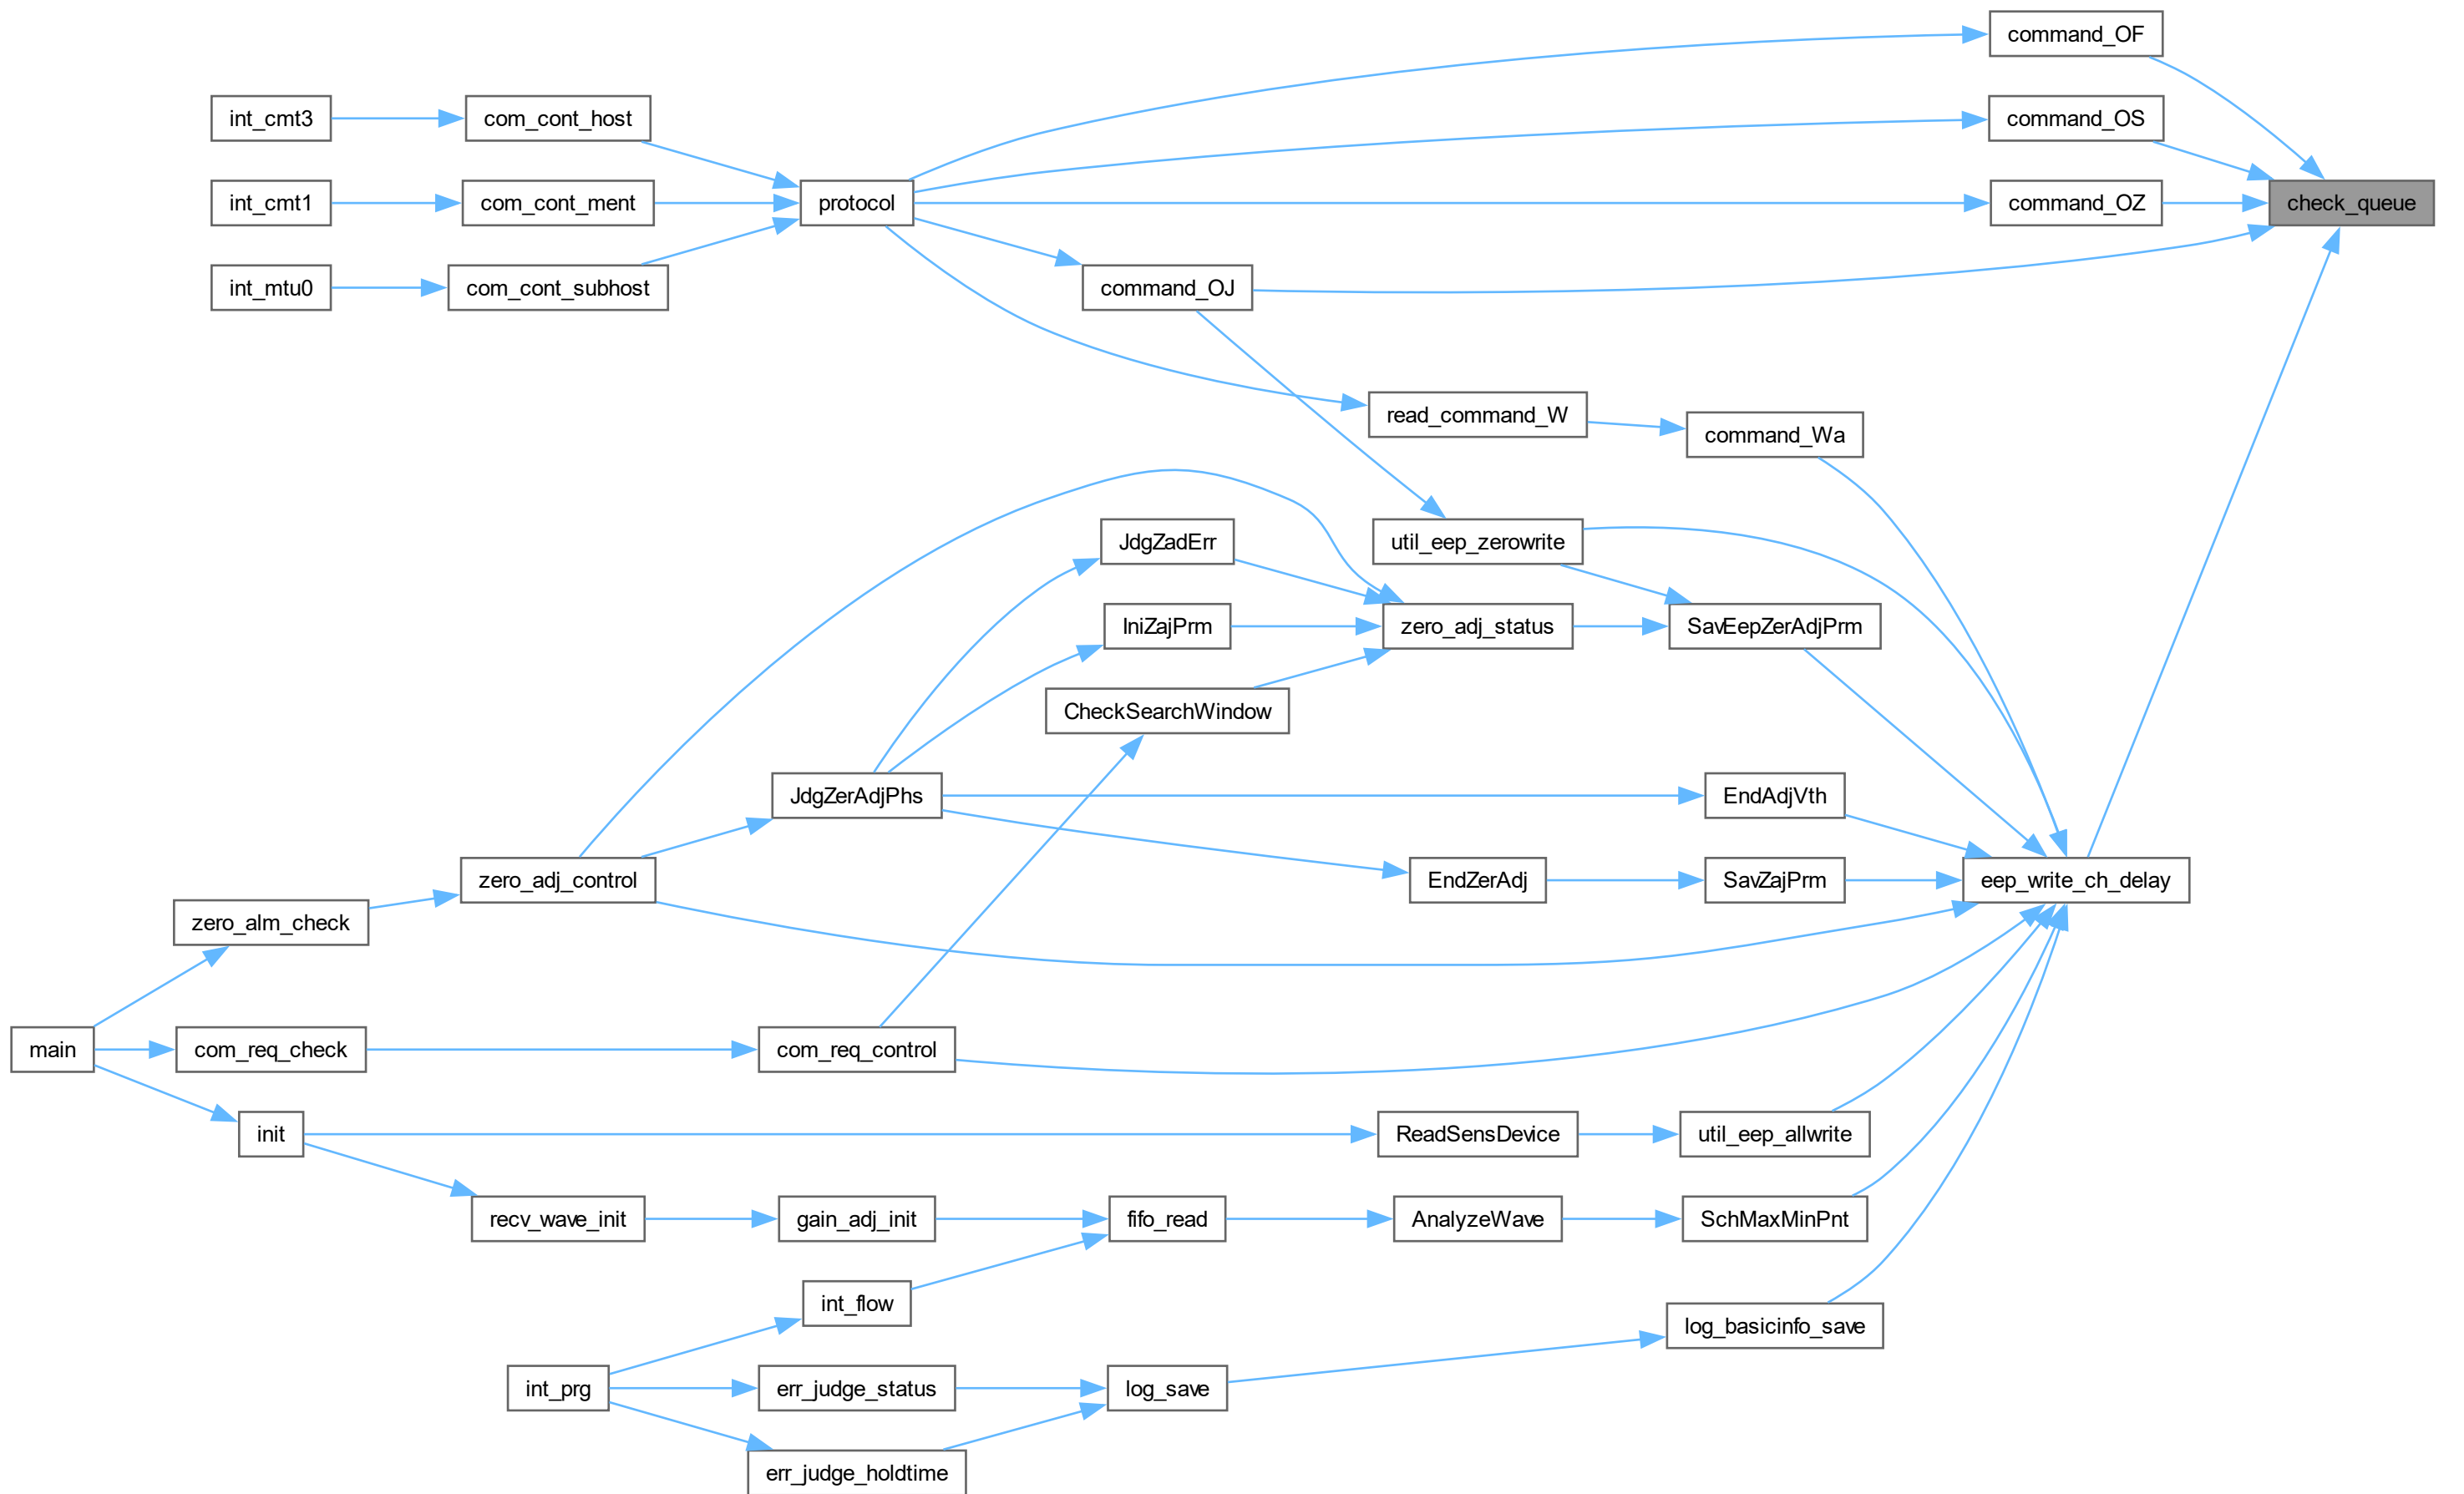 command_OF
int_cmt3
com_cont_host
command_OS
int_cmt1
com_cont_ment
protocol
command_OZ
check_queue
int_mtu0
com_cont_subhost
command_OJ
read_command_W
command_Wa
JdgZadErr
util_eep_zerowrite
IniZajPrm
zero_adj_status
SavEepZerAdjPrm
CheckSearchWindow
JdgZerAdjPhs
EndAdjVth
zero_adj_control
EndZerAdj
SavZajPrm
eep_write_ch_delay
zero_alm_check
main
com_req_check
com_req_control
init
ReadSensDevice
util_eep_allwrite
recv_wave_init
gain_adj_init
fifo_read
AnalyzeWave
SchMaxMinPnt
int_flow
log_basicinfo_save
int_prg
err_judge_status
log_save
err_judge_holdtime